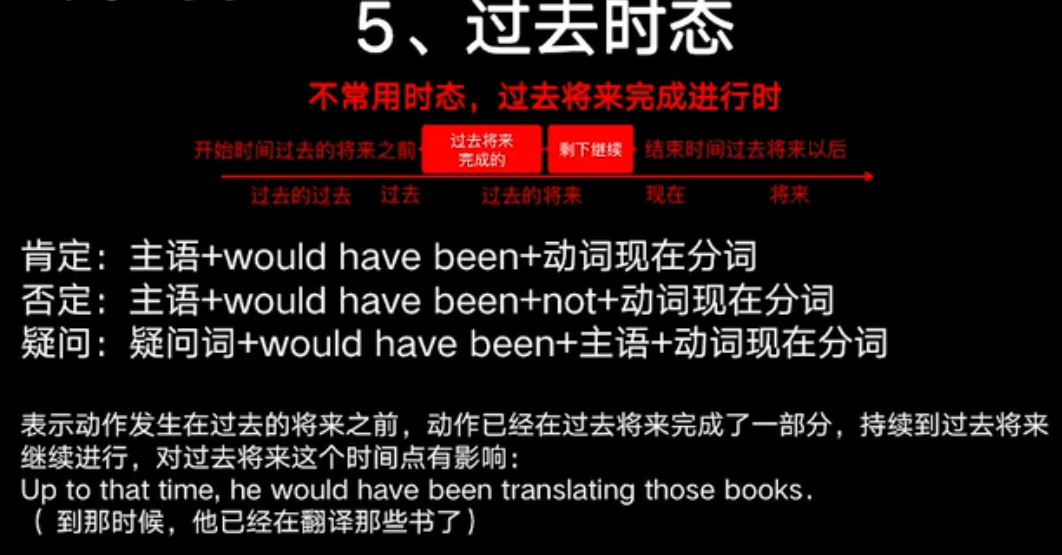 5、过去时态
不常用时态，过去将来完成进行时
开始时间过去的将来之前
过去将来
完成的
剩下继续
结束时间过去将来以后
过去的过去 过去 过去的将来 现在 将来
肯定：主语+would have been+动词现在分词
否定：主语+would have been+not+动词现在分词
疑问：疑问词+would have been+主语+动词现在分词
表示动作发生在过去的将来之前，动作已经在过去将来完成了一部分，持续到过去将来
继续进行，对过去将来这个时间点有影响：
Up to that time, he would have been translating those books.
（ 到那时候，他已经在翻译那些书了）